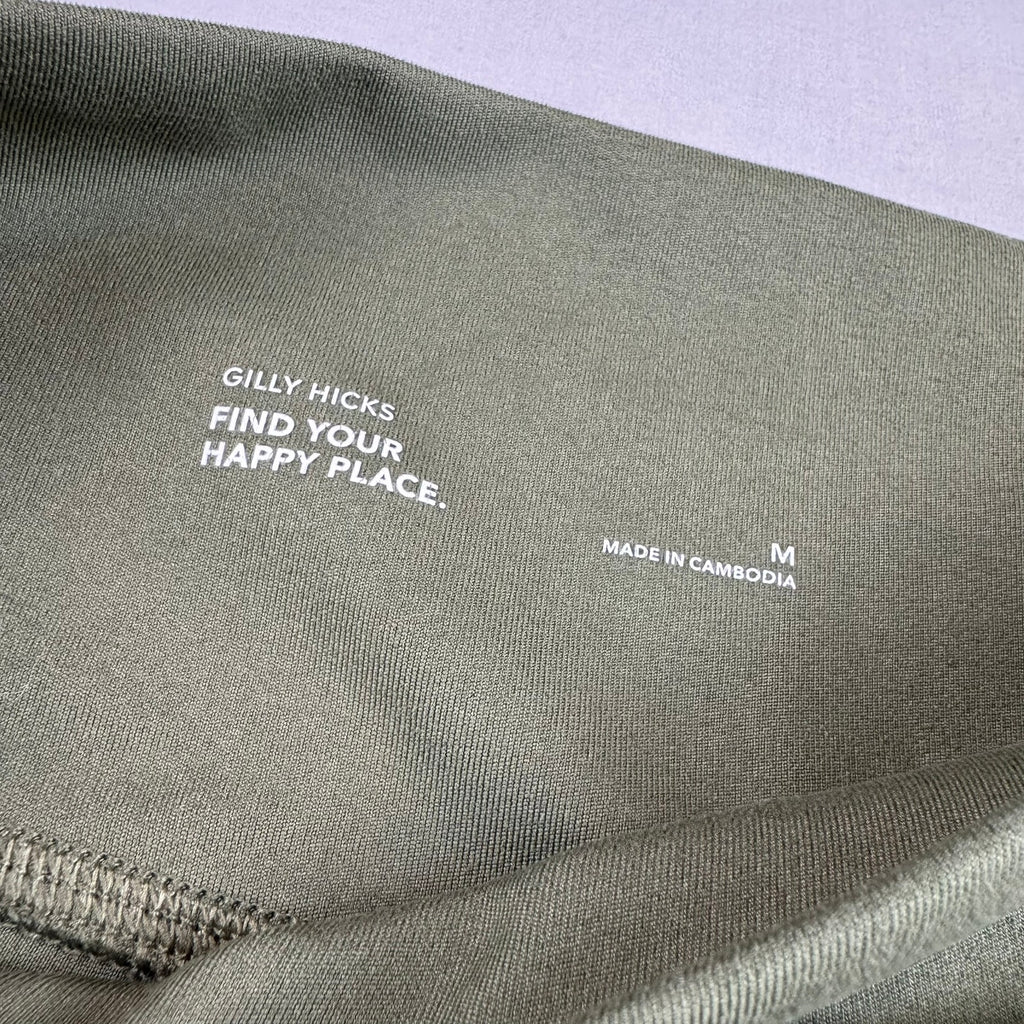 GILLY HICKS
FIND YOUR
HAPPY PLACE.
M
MADE IN CAMBODIA